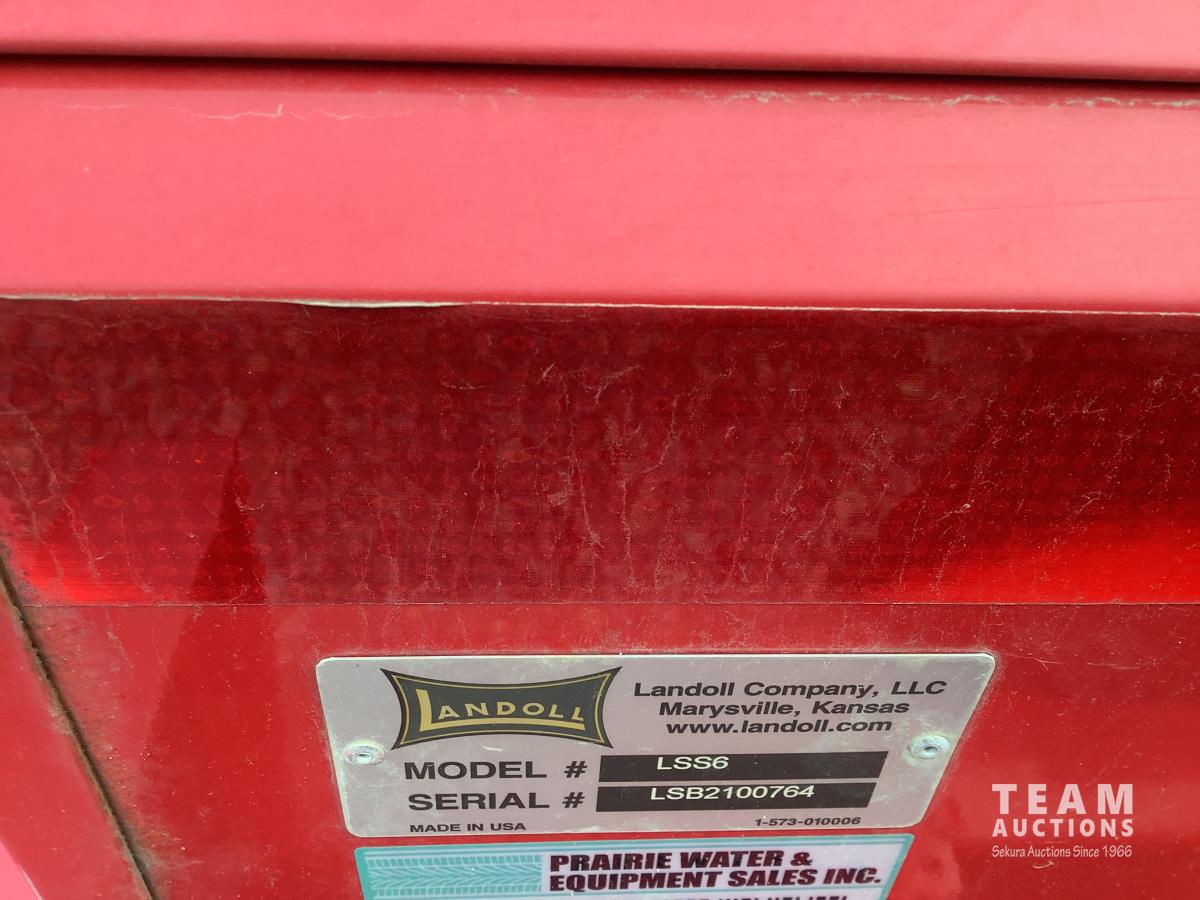 LANDOLL
Landoll Company, LLC
Marysville, Kansas
www.landoll.com
MODEL # LSS6
SERIAL # LSB2100764
MADE IN USA 1-573-010006
PRAIRIE WATER &
EQUIPMENT SALES INC.
TEAM
AUCTIONS
Sekura Auctions Since 1966